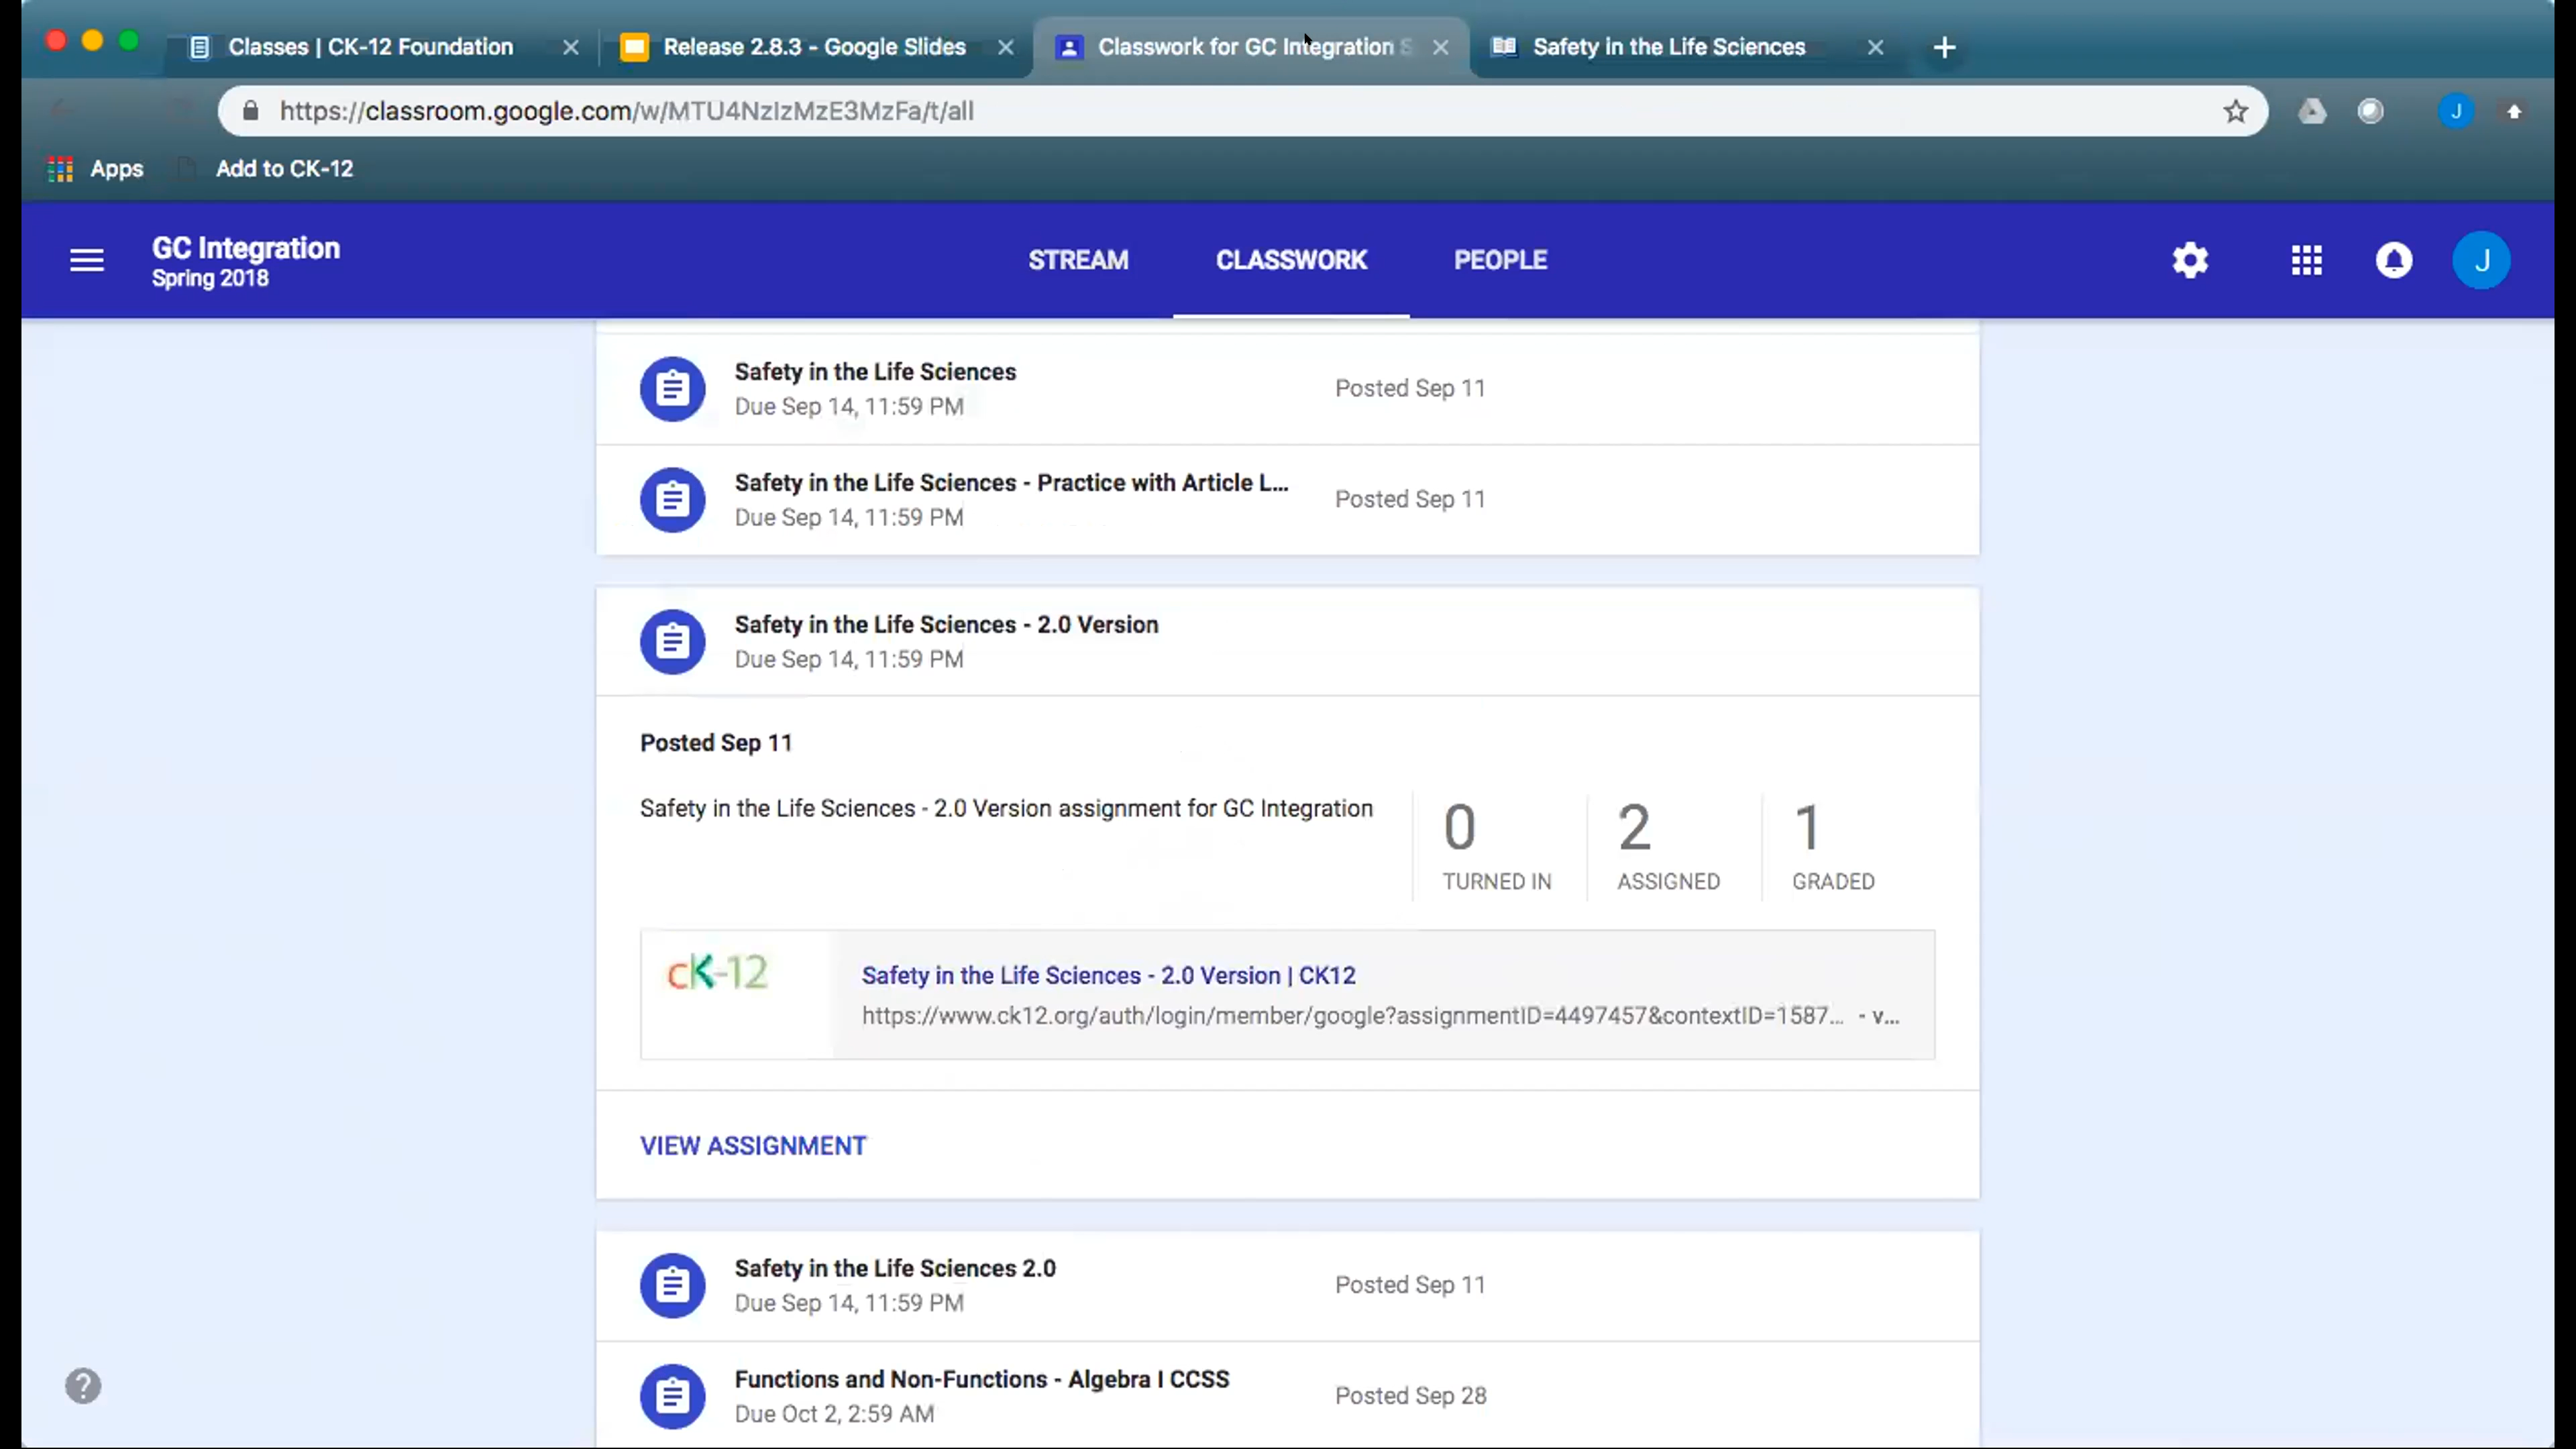 Classes | CK-12 Foundation
Release 2.8.3 - Google Slides
Classwork for GC Integration S
Safety in the Life Sciences
https://classroom.google.com/w/MTU4NzIzMzE3MzFa/t/all
J
Apps
Add to CK-12
GC Integration
Spring 2018
STREAM
CLASSWORK
PEOPLE
J
Safety in the Life Sciences
Due Sep 14, 11:59 PM
Posted Sep 11
Safety in the Life Sciences - Practice with Article L...
Due Sep 14, 11:59 PM
Posted Sep 11
Safety in the Life Sciences - 2.0 Version
Due Sep 14, 11:59 PM
Posted Sep 11
Safety in the Life Sciences - 2.0 Version assignment for GC Integration
0
TURNED IN
2
ASSIGNED
1
GRADED
cK-12
Safety in the Life Sciences - 2.0 Version | CK12
https://www.ck12.org/auth/login/member/google?assignmentID=4497457&contextID=1587... - v...
VIEW ASSIGNMENT
Safety in the Life Sciences 2.0
Due Sep 14, 11:59 PM
Posted Sep 11
Functions and Non-Functions - Algebra I CCSS
Due Oct 2, 2:59 AM
Posted Sep 28
?